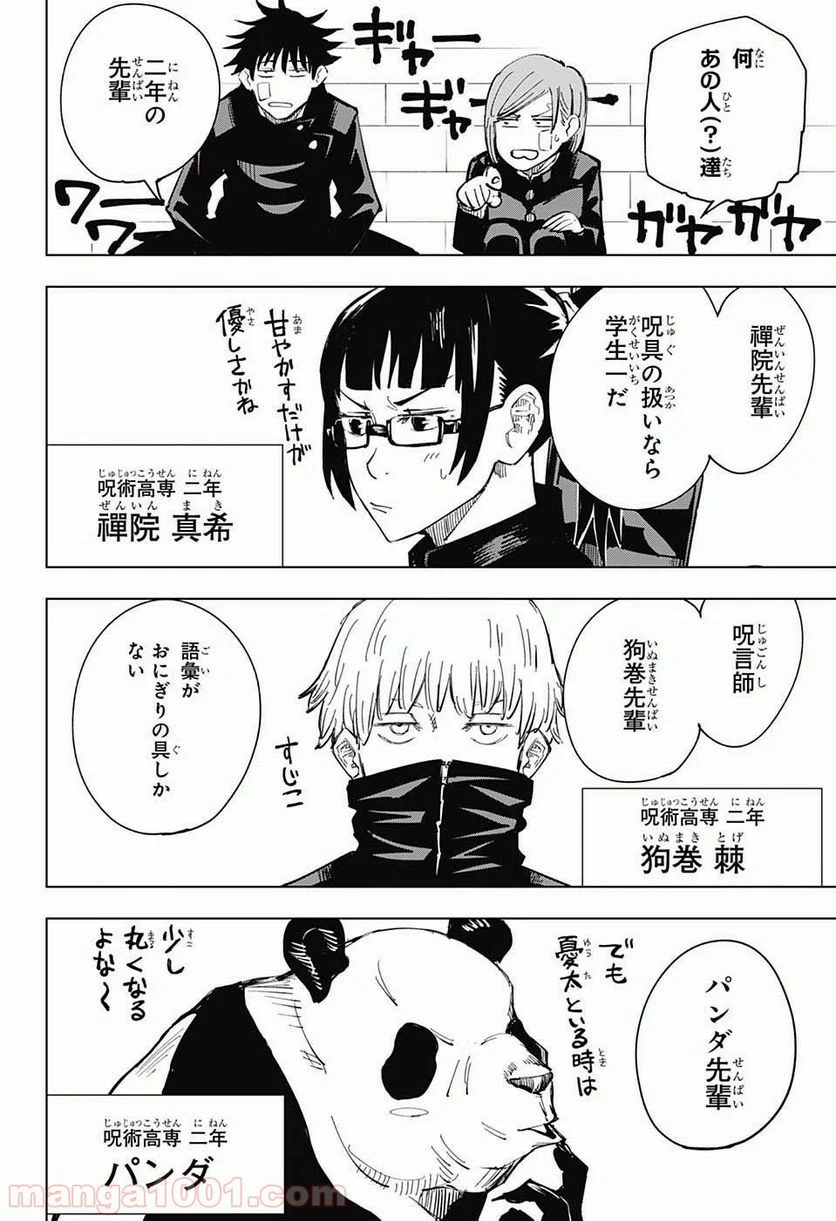 何
あの人(?)達
ギャー
ギャー
ガヤガヤ
二年の
先輩
ワー
ワー
禪院先輩
呪具の扱いなら
学生一だ
甘やかすだけが
優しさかね
呪術高専 二年
禪院 真希
呪言師
狗巻先輩
呪術高専 二年
狗巻 棘
すじこ
語彙が
おにぎりの具しか
ない
パンダ先輩
でも
憂太といる時は
少し
丸くなる
よな〜
呪術高専 二年
パンダ
manga1001.com